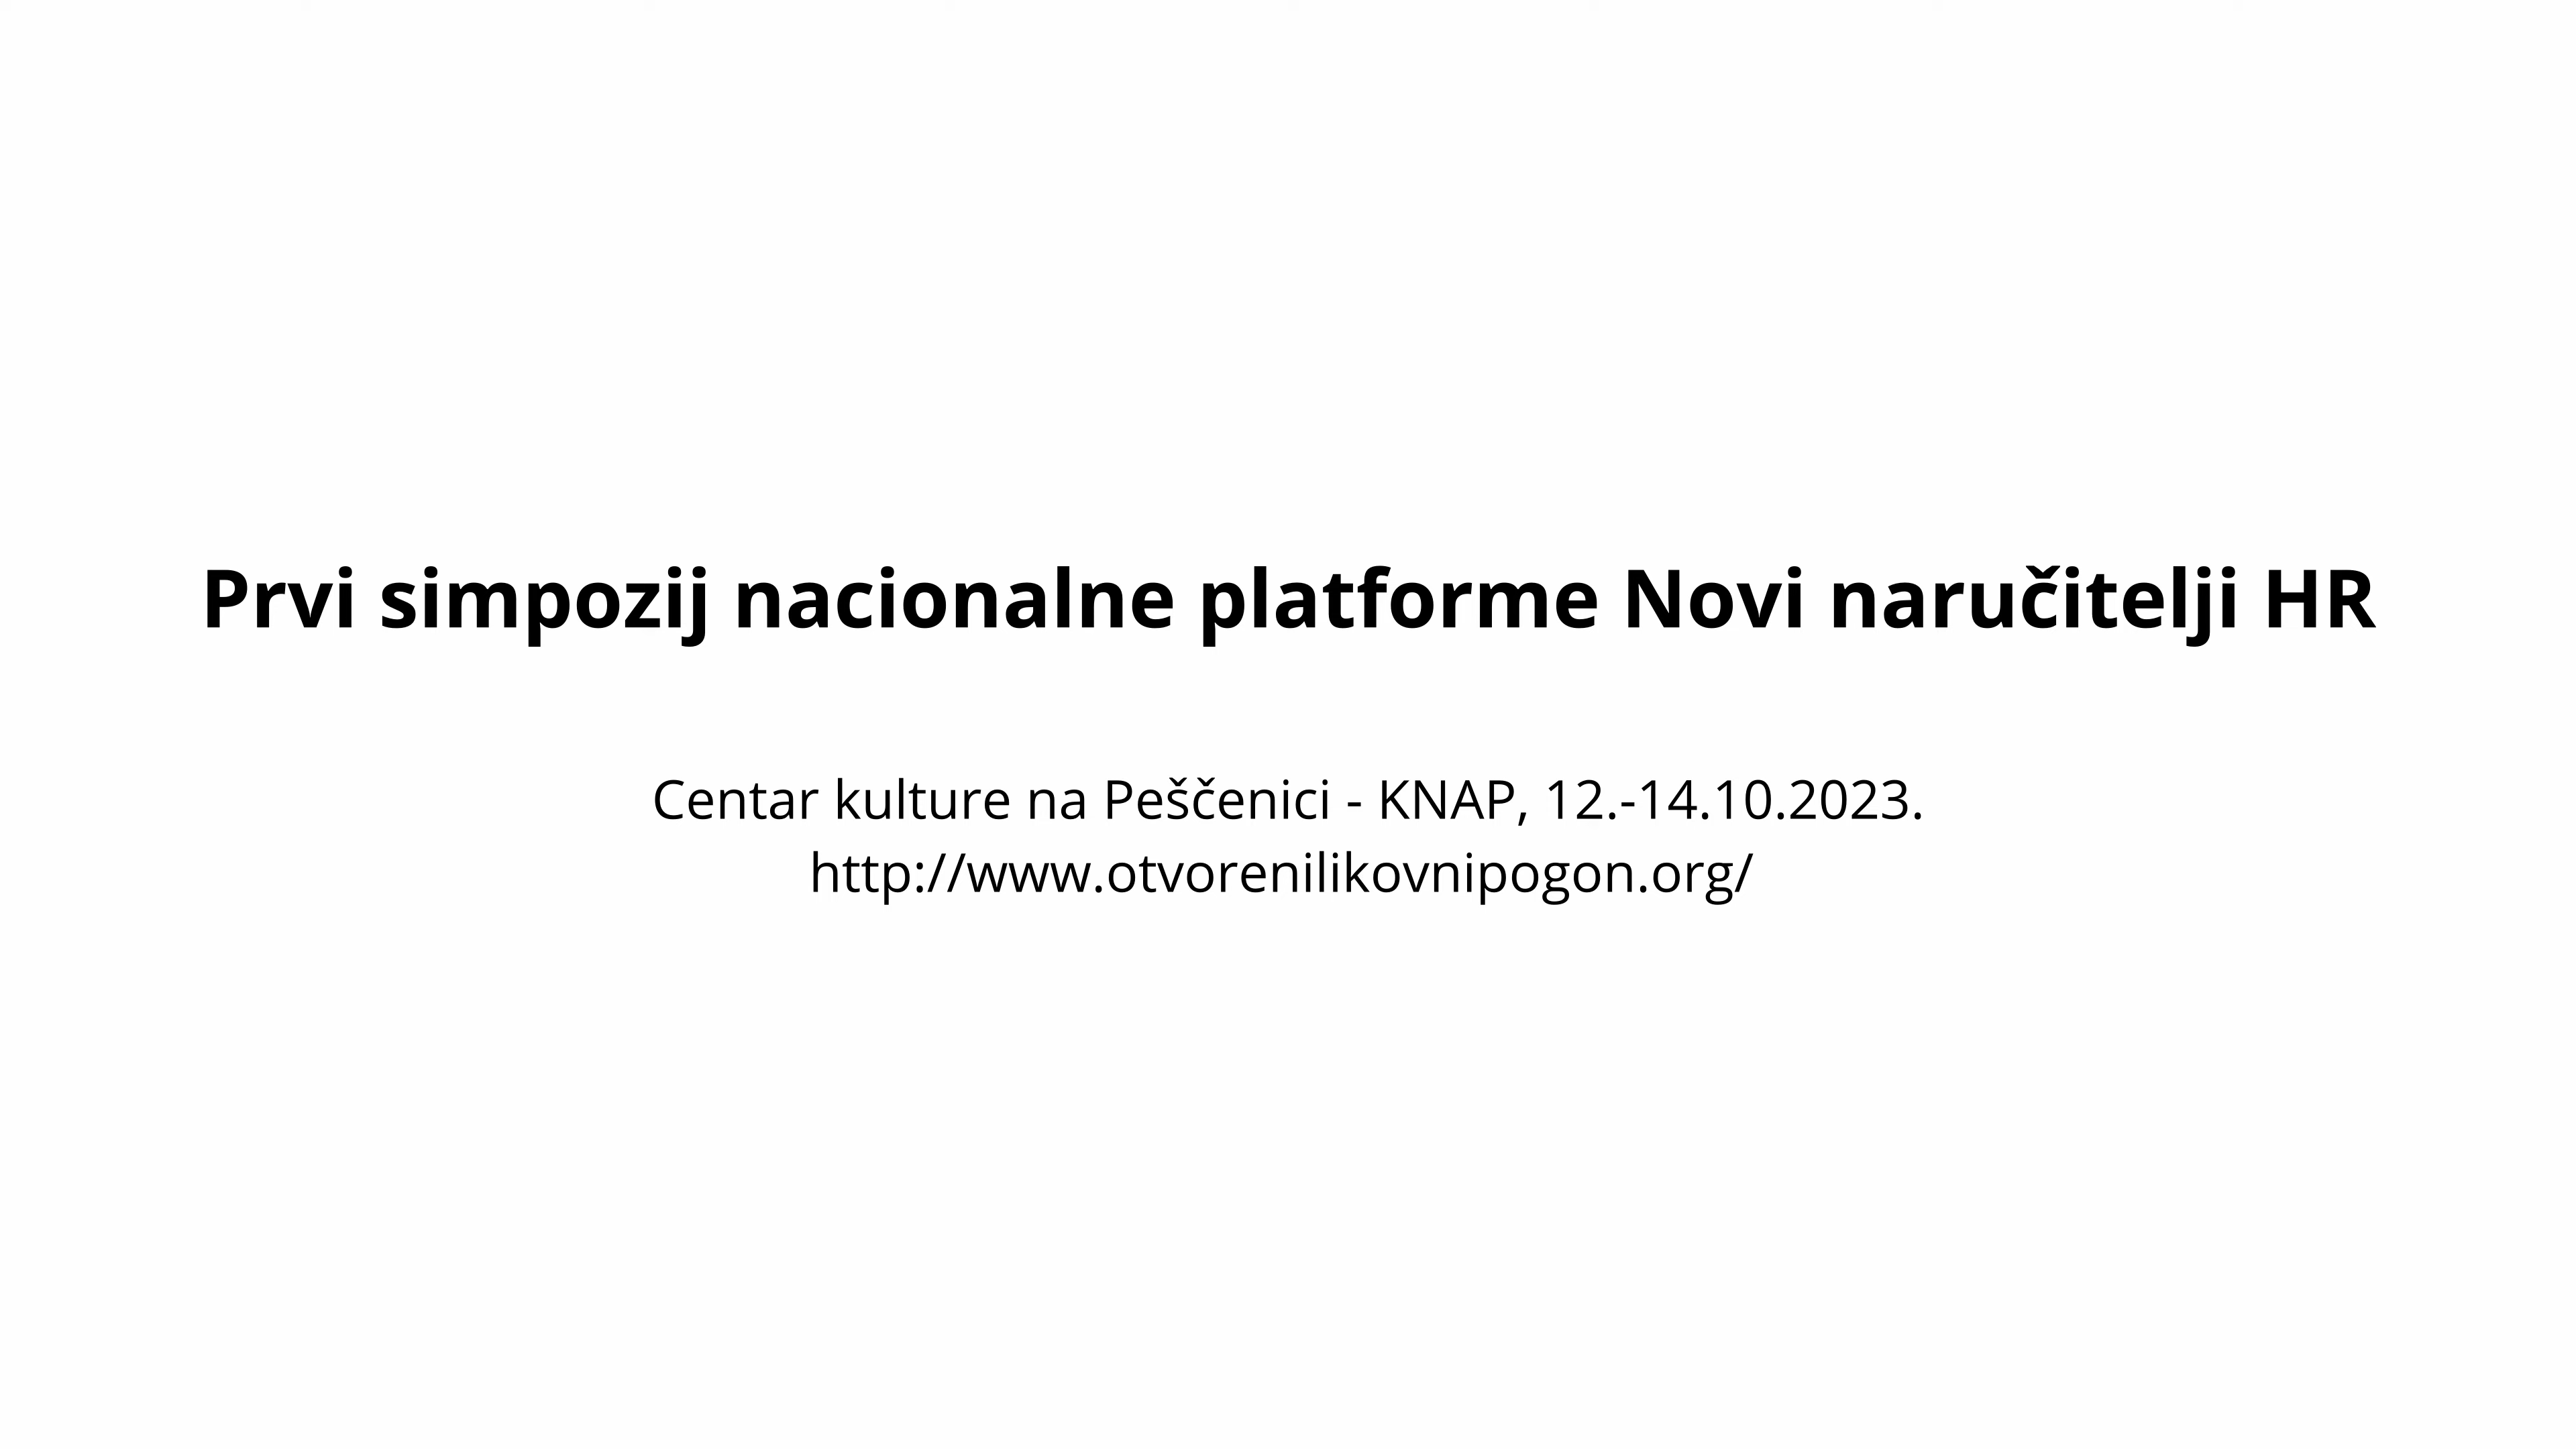 Prvi simpozij nacionalne platforme Novi naručitelji HR
Centar kulture na Peščenici - KNAP, 12.-14.10.2023.
http://www.otvorenilikovnipogon.org/